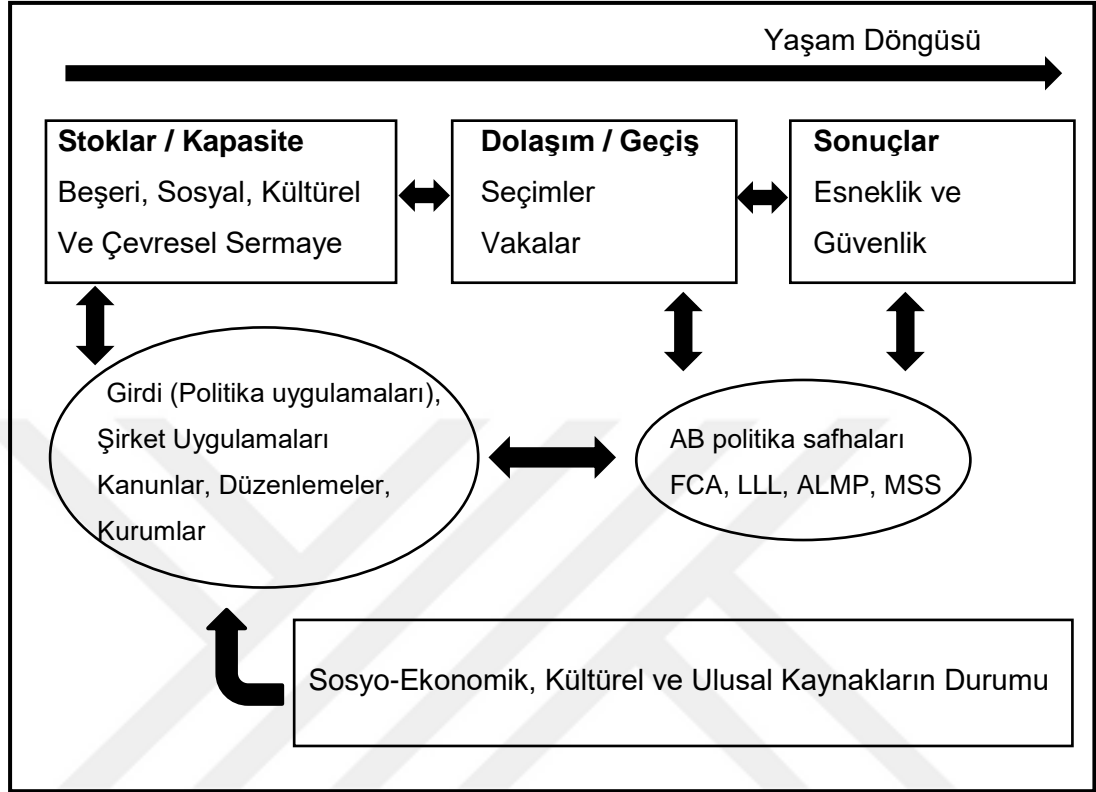 Yaşam Döngüsü
Stoklar / Kapasite
Beşeri, Sosyal, Kültürel
Ve Çevresel Sermaye
Dolaşım / Geçiş
Seçimler
Vakalar
Sonuçlar
Esneklik ve
Güvenlik
Girdi (Politika uygulamaları),
Şirket Uygulamaları
Kanunlar, Düzenlemeler,
Kurumlar
AB politika safhaları
FCA, LLL, ALMP, MSS
Sosyo-Ekonomik, Kültürel ve Ulusal Kaynakların Durumu